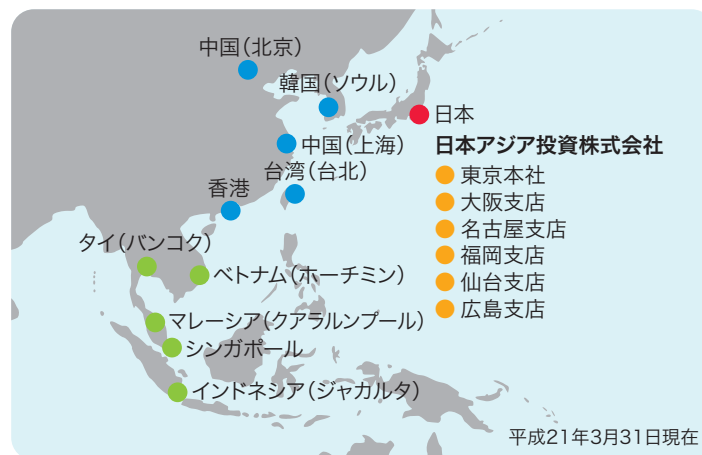 中国（北京）
韓国（ソウル）
日本
中国（上海）
日本アジア投資株式会社
台湾（台北）
東京本社
香港
大阪支店
名古屋支店
タイ（バンコク）
福岡支店
ベトナム（ホーチミン）
仙台支店
広島支店
マレーシア（クアラルンプール）
シンガポール
インドネシア（ジャカルタ）
平成21年3月31日現在